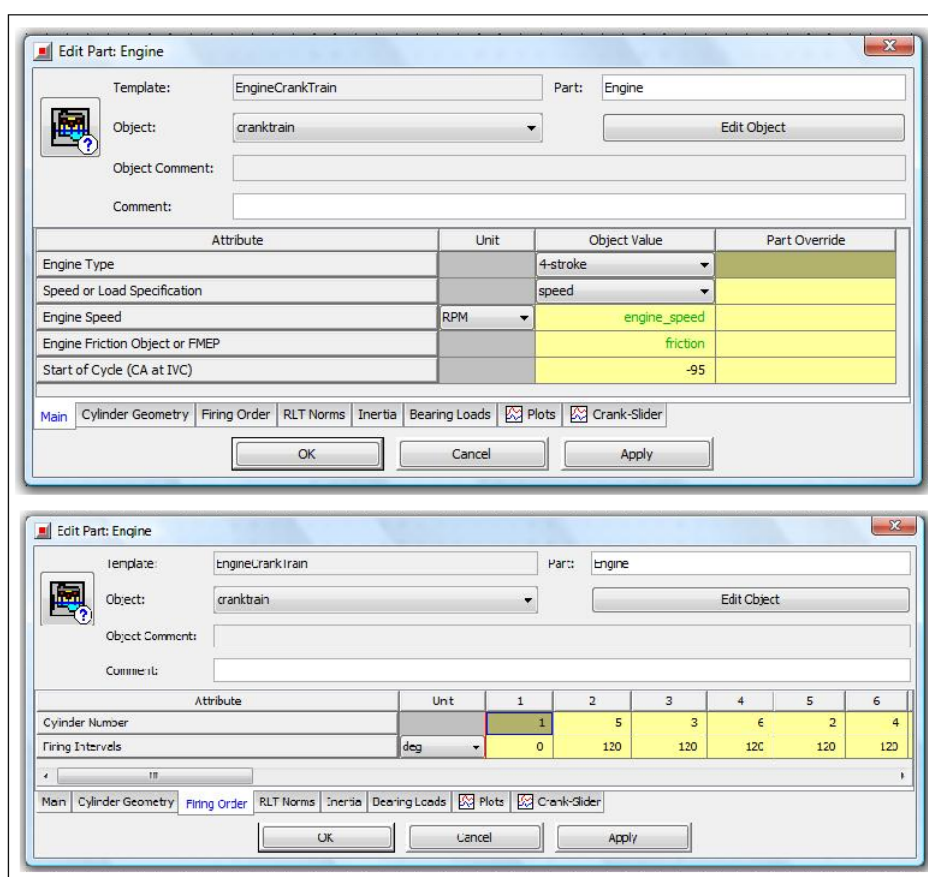 Edit Part: Engine
Template: EngineCrankTrain Part: Engine
Object: cranktrain Edit Object
Object Comment:
Comment:
Attribute Unit Object Value Part Override
Engine Type 4-stroke
Speed or Load Specification speed
Engine Speed RPM engine_speed
Engine Friction Object or FMEP friction
Start of Cycle (CA at IVC) -95
Main Cylinder Geometry Firing Order RLT Norms Inertia Bearing Loads Plots Crank-Slider
OK Cancel Apply
Edit Part: Engine
Template: EngineCrankTrain Part: Engine
Object: cranktrain Edit Object
Object Comment:
Comment:
Attribute Unit 1 2 3 4 5 6
Cylinder Number 1 5 3 6 2 4
Firing Intervals deg 0 120 120 120 120 120
Main Cylinder Geometry Firing Order RLT Norms Inertia Bearing Loads Plots Crank-Slider
OK Cancel Apply